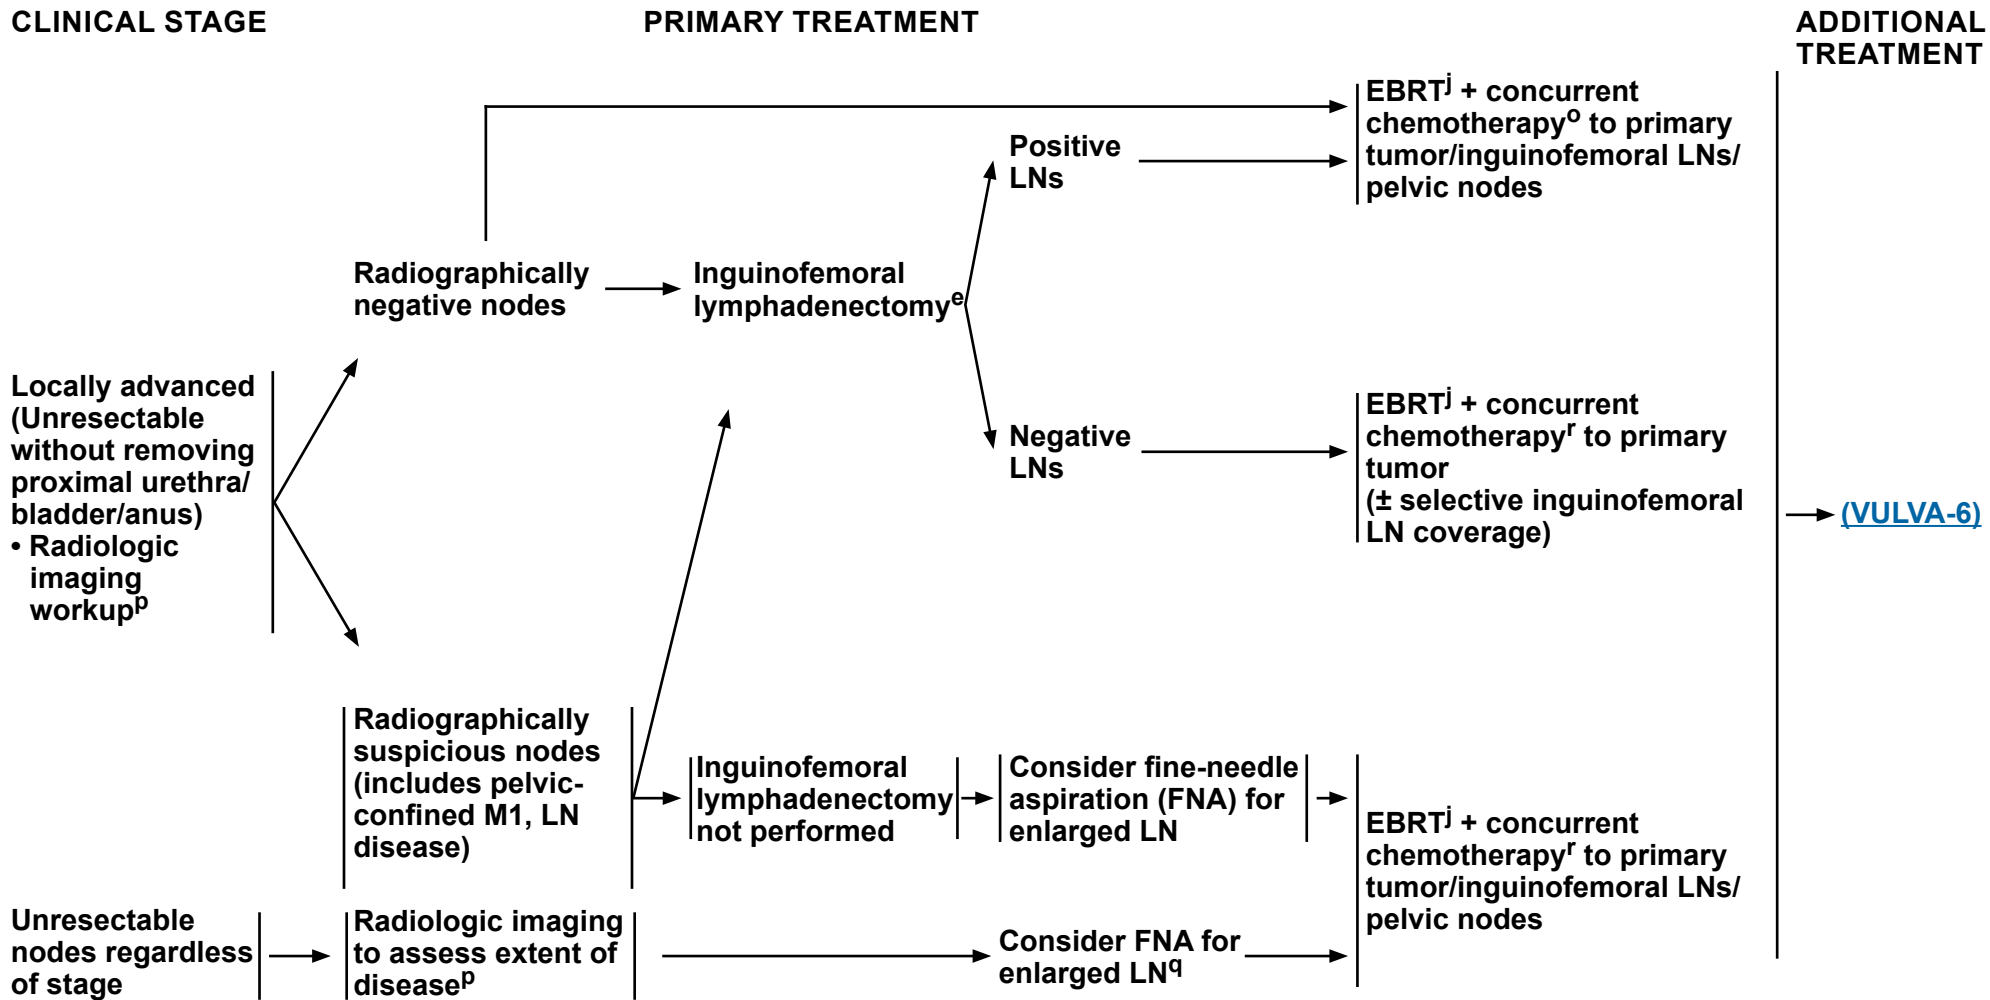 CLINICAL STAGE
PRIMARY TREATMENT
ADDITIONAL
TREATMENT
Locally advanced
(Unresectable
without removing
proximal urethra/
bladder/anus)
• Radiologic
imaging
workupᵖ
Radiographically
negative nodes
Inguinofemoral
lymphadenectomyᵉ
Positive
LNs
EBRTʲ + concurrent
chemotherapyᵒ to primary
tumor/inguinofemoral LNs/
pelvic nodes
Negative
LNs
EBRTʲ + concurrent
chemotherapyʳ to primary
tumor
(± selective inguinofemoral
LN coverage)
(VULVA-6)
Radiographically
suspicious nodes
(includes pelvic-
confined M1, LN
disease)
Inguinofemoral
lymphadenectomy
not performed
Consider fine-needle
aspiration (FNA) for
enlarged LN
EBRTʲ + concurrent
chemotherapyʳ to primary
tumor/inguinofemoral LNs/
pelvic nodes
Unresectable
nodes regardless
of stage
Radiologic imaging
to assess extent of
diseaseᵖ
Consider FNA for
enlarged LN𐞥